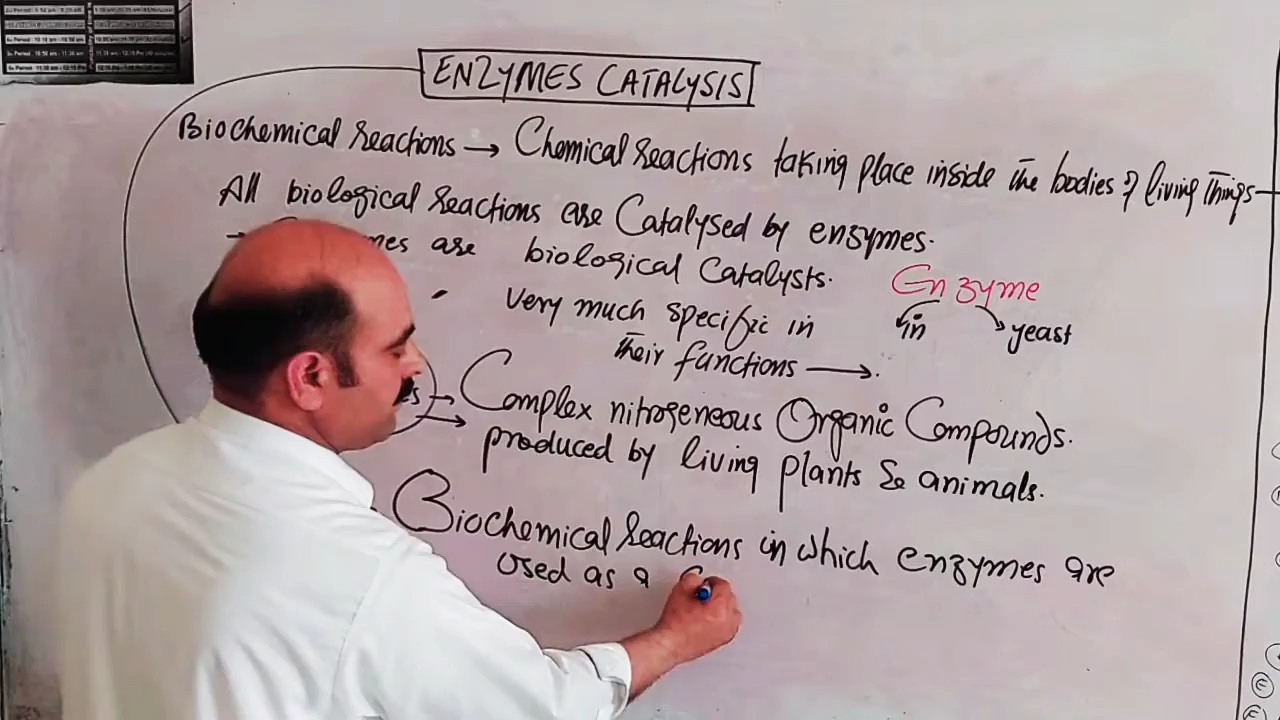 ENZYMES CATALYSIS
Biochemical reactions → Chemical reactions taking place inside the bodies of living things
All biological reactions are Catalysed by enzymes.
are biological Catalysts.
Very much specific in
their functions →
Enzyme
in
yeast
Complex nitrogeneous Organic Compounds.
produced by living plants & animals.
Biochemical reactions in which enzymes are
used as a